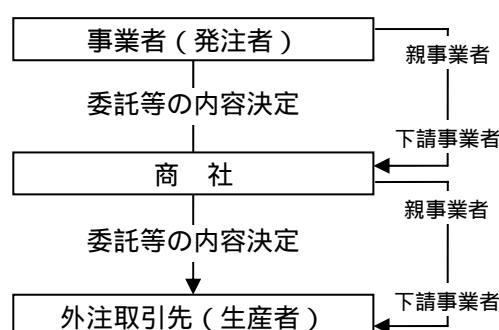 事業者(発注者)
親事業者
委託等の内容決定
下請事業者
商 社
親事業者
委託等の内容決定
下請事業者
外注取引先(生産者)